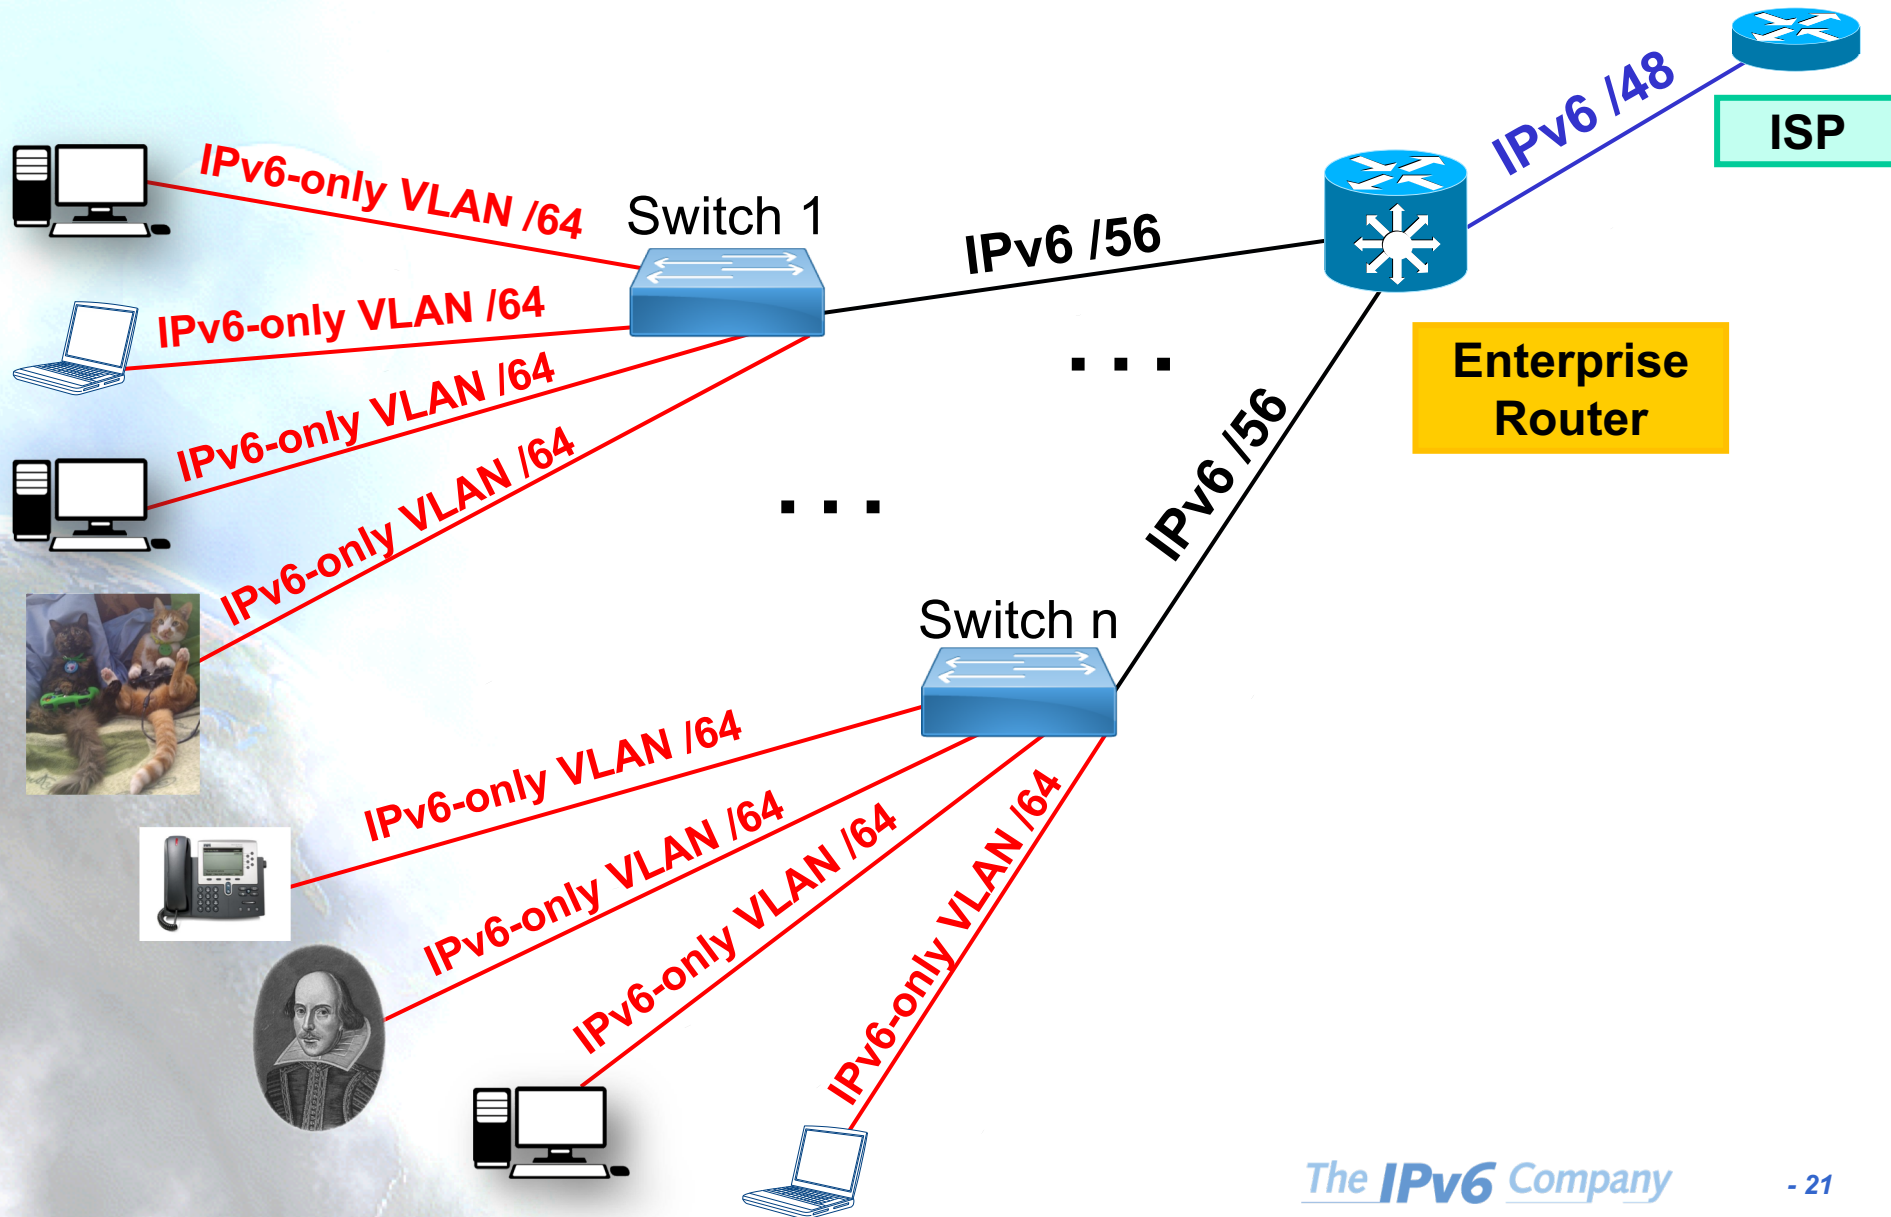 IPv6 /48
ISP
IPv6-only VLAN /64
Switch 1
IPv6 /56
IPv6-only VLAN /64
IPv6-only VLAN /64
IPv6-only VLAN /64
. . .
Enterprise
Router
IPv6 /56
. . .
Switch n
IPv6-only VLAN /64
IPv6-only VLAN /64
IPv6-only VLAN /64
IPv6-only VLAN /64
The IPv6 Company
- 21